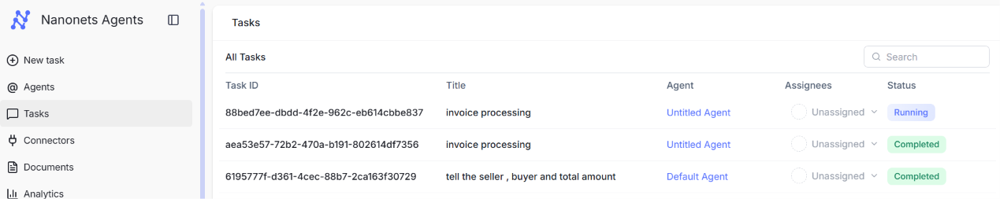 Nanonets Agents
New task
Agents
Tasks
Connectors
Documents
Analytics
Tasks
All Tasks
Search
Task ID Title Agent Assignees Status
88bed7ee-dbdd-4f2e-962c-eb614cbbe837 invoice processing Untitled Agent Unassigned Running
aea53e57-72b2-470a-b191-802614df7356 invoice processing Untitled Agent Unassigned Completed
6195777f-d361-4cec-88b7-2ca163f30729 tell the seller , buyer and total amount Default Agent Unassigned Completed